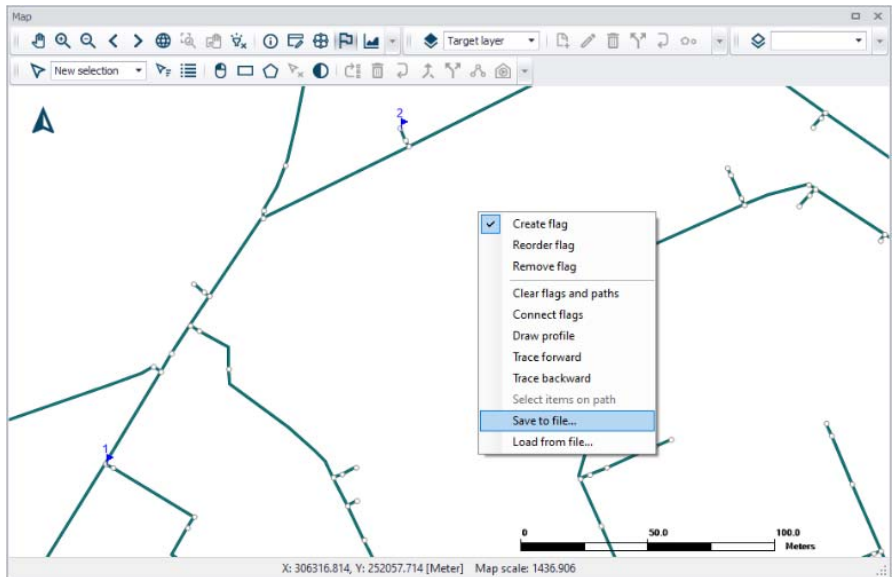 Map
Target layer
New selection
2
Create flag
Reorder flag
Remove flag
Clear flags and paths
Connect flags
Draw profile
Trace forward
Trace backward
Select items on path
Save to file...
Load from file...
1
0 50.0 100.0
Meters
X: 306316.814, Y: 252057.714 [Meter] Map scale: 1436.906